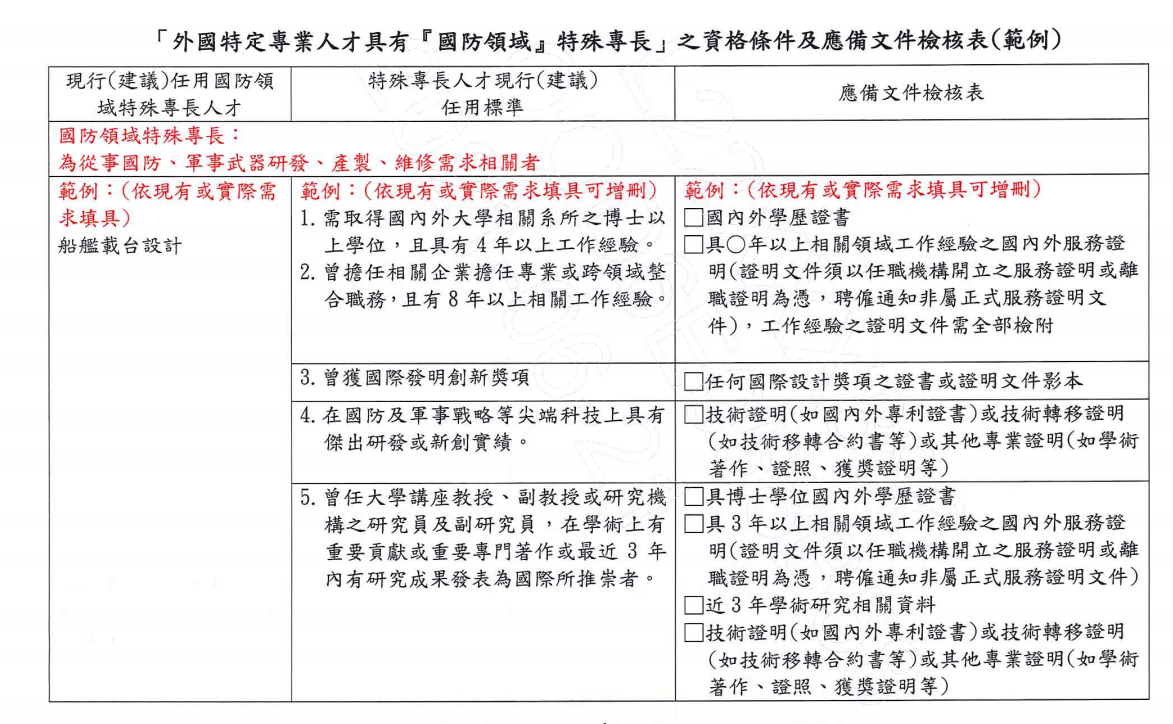 「外國特定專業人才具有『國防領域』特殊專長」之資格條件及應備文件檢核表(範例)
現行(建議)任用國防領
域特殊專長人才
特殊專長人才現行(建議)
任用標準
應備文件檢核表
國防領域特殊專長：
為從事國防、軍事武器研發、產製、維修需求相關者
範例：(依現有或實際需
求填具)
船艦載台設計
範例：(依現有或實際需求填具可增刪)
1. 需取得國內外大學相關系所之博士以
上學位，且具有 4 年以上工作經驗。
2. 曾擔任相關企業擔任專業或跨領域整
合職務，且有 8 年以上相關工作經驗。
範例：(依現有或實際需求填具可增刪)
□國內外學歷證書
□具○年以上相關領域工作經驗之國內外服務證
明(證明文件須以任職機構開立之服務證明或離
職證明為憑，聘僱通知非屬正式服務證明文
件)，工作經驗之證明文件需全部檢附
3. 曾獲國際發明創新獎項
□任何國際設計獎項之證書或證明文件影本
4. 在國防及軍事戰略等尖端科技上具有
傑出研發或新創實績。
□技術證明(如國內外專利證書)或技術轉移證明
(如技術移轉合約書等)或其他專業證明(如學術
著作、證照、獲獎證明等)
5. 曾任大學講座教授、副教授或研究機
構之研究員及副研究員，在學術上有
重要貢獻或重要專門著作或最近 3 年
內有研究成果發表為國際所推崇者。
□具博士學位國內外學歷證書
□具 3 年以上相關領域工作經驗之國內外服務證
明(證明文件須以任職機構開立之服務證明或離
職證明為憑，聘僱通知非屬正式服務證明文件)
□近 3 年學術研究相關資料
□技術證明(如國內外專利證書)或技術轉移證明
(如技術移轉合約書等)或其他專業證明(如學術
著作、證照、獲獎證明等)